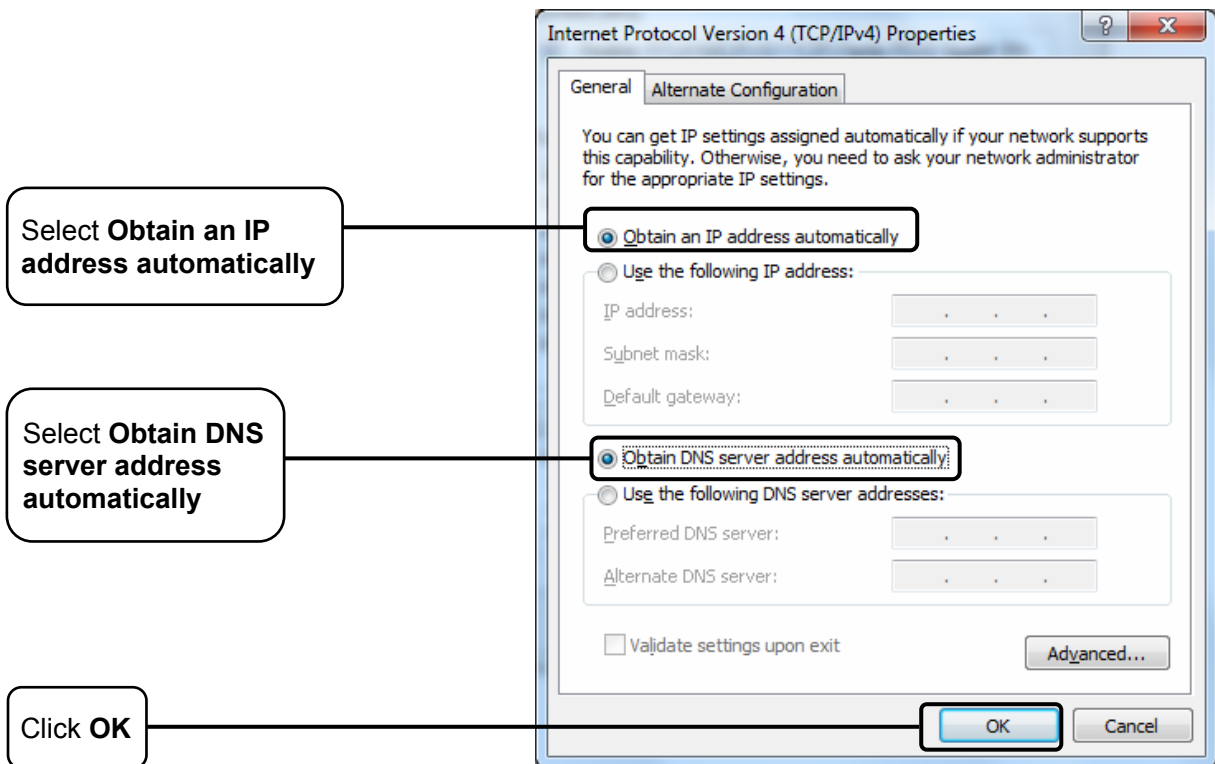 Internet Protocol Version 4 (TCP/IPv4) Properties
General
Alternate Configuration
You can get IP settings assigned automatically if your network supports
this capability. Otherwise, you need to ask your network administrator
for the appropriate IP settings.
Select Obtain an IP
address automatically
Obtain an IP address automatically
Use the following IP address:
IP address:
Subnet mask:
Default gateway:
Select Obtain DNS
server address
automatically
Obtain DNS server address automatically
Use the following DNS server addresses:
Preferred DNS server:
Alternate DNS server:
Validate settings upon exit
Advanced...
Click OK
OK
Cancel